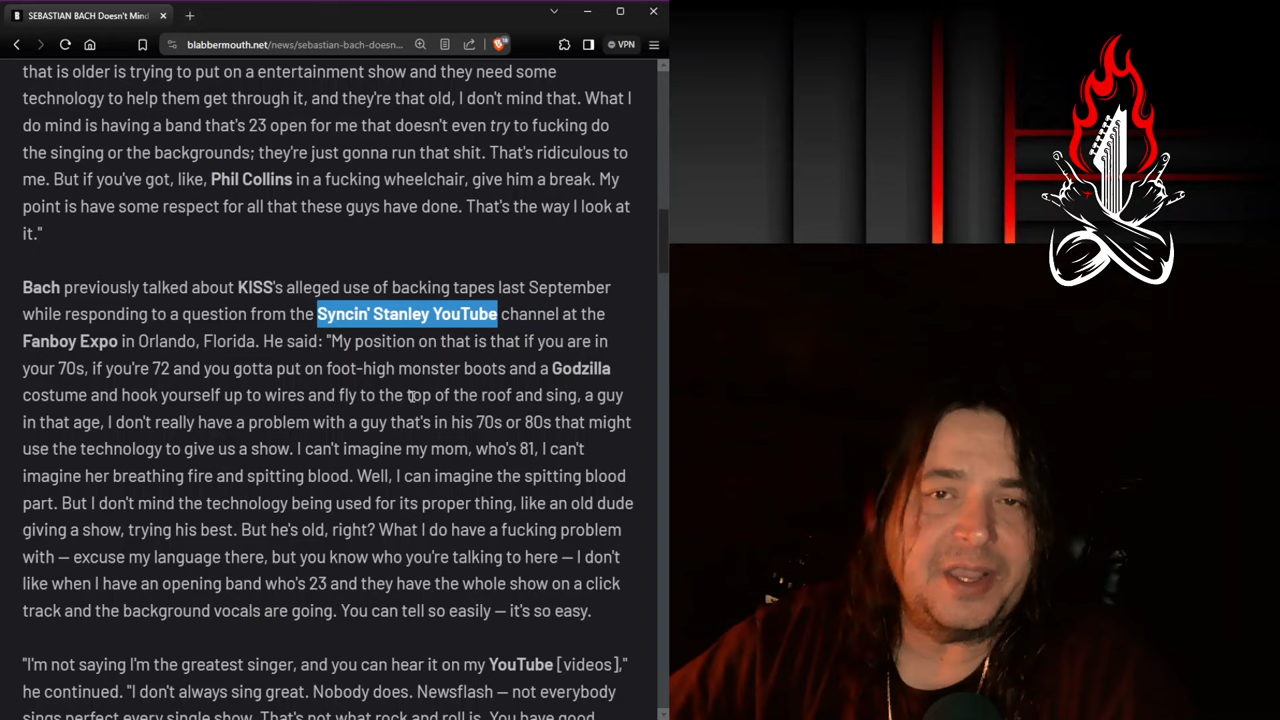 SEBASTIAN BACH Doesn't Mind
blabbermouth.net/news/sebastian-bach-doesn...
VPN
that is older is trying to put on a entertainment show and they need some
technology to help them get through it, and they're that old, I don't mind that. What I
do mind is having a band that's 23 open for me that doesn't even try to fucking do
the singing or the backgrounds; they're just gonna run that shit. That's ridiculous to
me. But if you've got, like, Phil Collins in a fucking wheelchair, give him a break. My
point is have some respect for all that these guys have done. That's the way I look at
it."
Bach previously talked about KISS's alleged use of backing tapes last September
while responding to a question from the Syncin' Stanley YouTube channel at the
Fanboy Expo in Orlando, Florida. He said: "My position on that is that if you are in
your 70s, if you're 72 and you gotta put on foot-high monster boots and a Godzilla
costume and hook yourself up to wires and fly to the top of the roof and sing, a guy
in that age, I don't really have a problem with a guy that's in his 70s or 80s that might
use the technology to give us a show. I can't imagine my mom, who's 81, I can't
imagine her breathing fire and spitting blood. Well, I can imagine the spitting blood
part. But I don't mind the technology being used for its proper thing, like an old dude
giving a show, trying his best. But he's old, right? What I do have a fucking problem
with — excuse my language there, but you know who you're talking to here — I don't
like when I have an opening band who's 23 and they have the whole show on a click
track and the background vocals are going. You can tell so easily — it's so easy.
"I'm not saying I'm the greatest singer, and you can hear it on my YouTube [videos],"
he continued. "I don't always sing great. Nobody does. Newsflash — not everybody
sings perfect every single show. That's not what rock and roll is. You have good